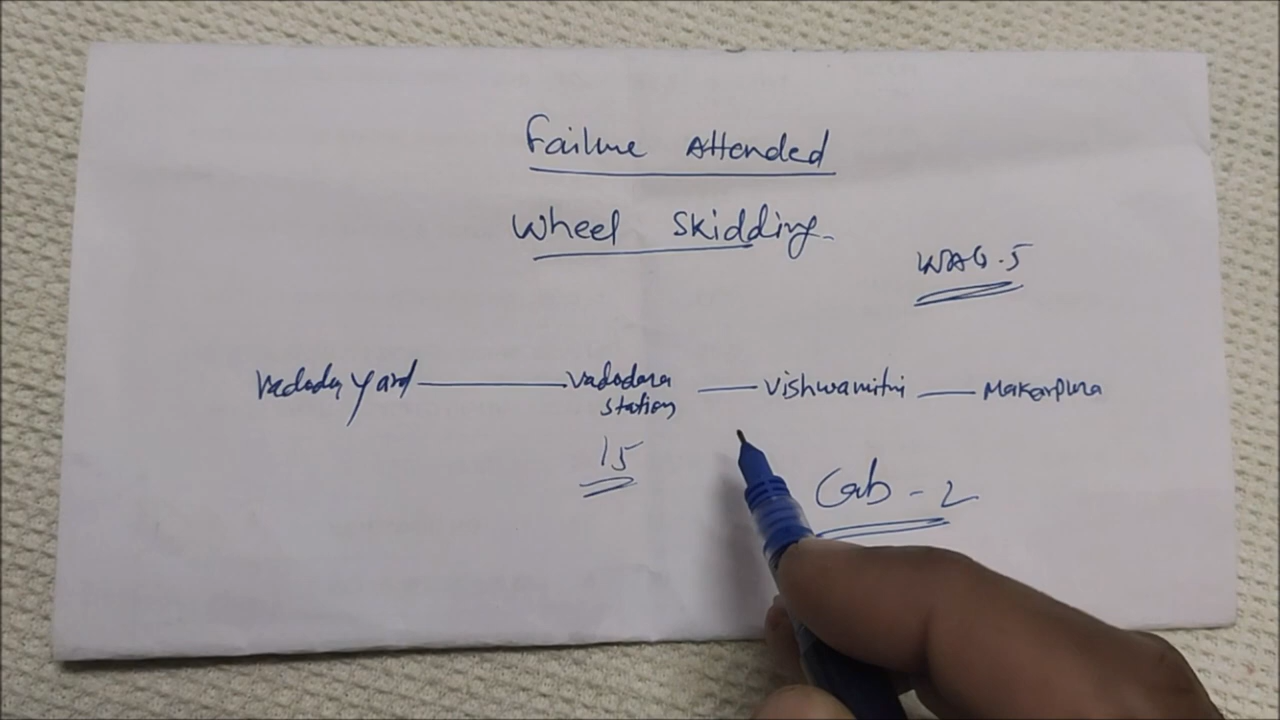 Failure Attended
Wheel Skidding
WAG-5
Vadodara Yard — Vadodara Station — Vishwamitri — Makarpura
15
Cab - 2